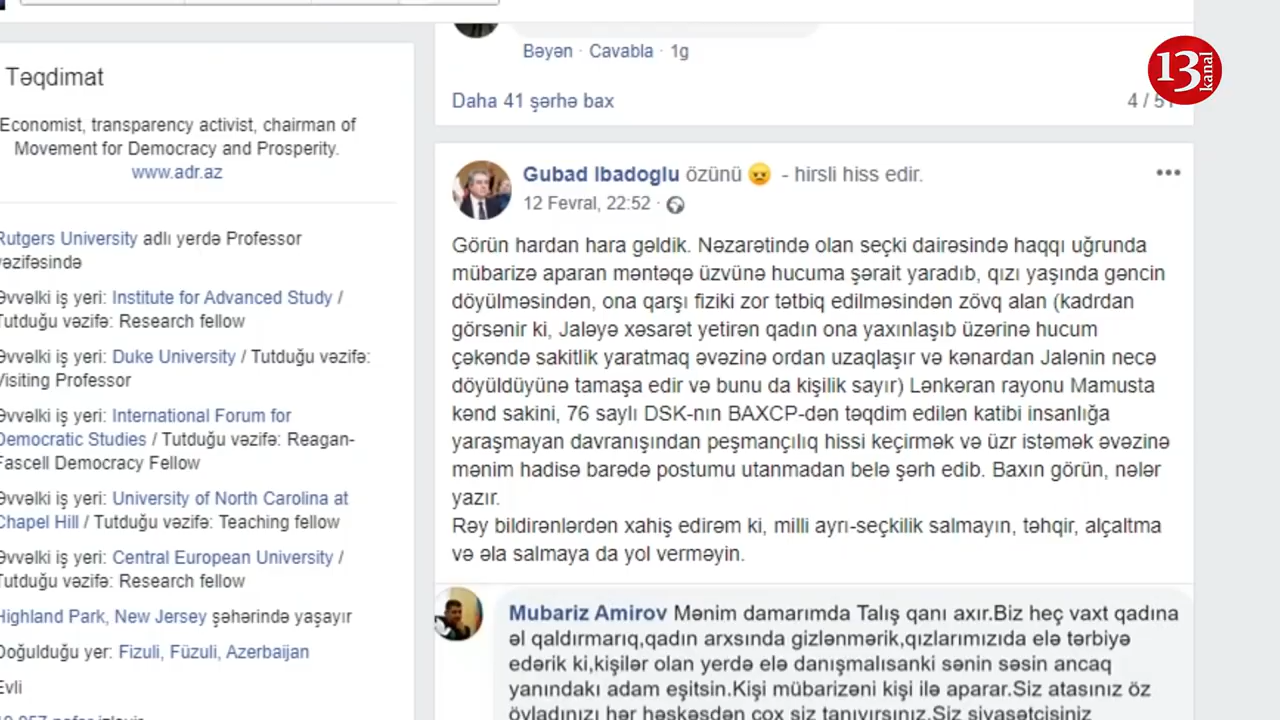 Təqdimat
Economist, transparency activist, chairman of
Movement for Democracy and Prosperity.
www.adr.az
Rutgers University adlı yerdə Professor
vəzifəsində
Əvvəlki iş yeri: Institute for Advanced Study /
Tutduğu vəzifə: Research fellow
Əvvəlki iş yeri: Duke University / Tutduğu vəzifə:
Visiting Professor
Əvvəlki iş yeri: International Forum for
Democratic Studies / Tutduğu vəzifə: Reagan-
Fascell Democracy Fellow
Əvvəlki iş yeri: University of North Carolina at
Chapel Hill / Tutduğu vəzifə: Teaching fellow
Əvvəlki iş yeri: Central European University /
Tutduğu vəzifə: Research fellow
Highland Park, New Jersey şəhərində yaşayır
Doğulduğu yer: Fizuli, Füzuli, Azerbaijan
Evli
Bəyən · Cavabla · 1g
Daha 41 şərhə bax
4 / 51
13 kanal
Gubad Ibadoglu özünü 😠 - hirsli hiss edir.
12 Fevral, 22:52 ·
Görün hardan hara gəldik. Nəzarətində olan seçki dairəsində haqqı uğrunda
mübarizə aparan məntəqə üzvünə hucuma şərait yaradıb, qızı yaşında gəncin
döyülməsindən, ona qarşı fiziki zor tətbiq edilməsindən zövq alan (kadrdan
görsənir ki, Jaləyə xəsarət yetirən qadın ona yaxınlaşıb üzərinə hucum
çəkəndə sakitlik yaratmaq əvəzinə ordan uzaqlaşır və kənardan Jalənin necə
döyüldüyünə tamaşa edir və bunu da kişilik sayır) Lənkəran rayonu Mamusta
kənd sakini, 76 saylı DSK-nın BAXCP-dən təqdim edilən katibi insanlığa
yaraşmayan davranışından peşmançılıq hissi keçirmək və üzr istəmək əvəzinə
mənim hadisə barədə postumu utanmadan belə şərh edib. Baxın görün, nələr
yazır.
Rəy bildirənlərdən xahiş edirəm ki, milli ayrı-seçkilik salmayın, təhqir, alçaltma
və əla salmaya da yol verməyin.
Mubariz Amirov Mənim damarımda Talış qanı axır.Biz heç vaxt qadına
əl qaldırmarıq,qadın arxsında gizlənmərik,qızlarımızıda elə tərbiyə
edərik ki,kişilər olan yerdə elə danışmalısanki sənin səsin ancaq
yanındakı adam eşitsin.Kişi mübarizəni kişi ilə aparar.Siz atasınız öz
övladınızı hər həşkəsdən çox siz tanıyırsınız.Siz siyasətçisiniz